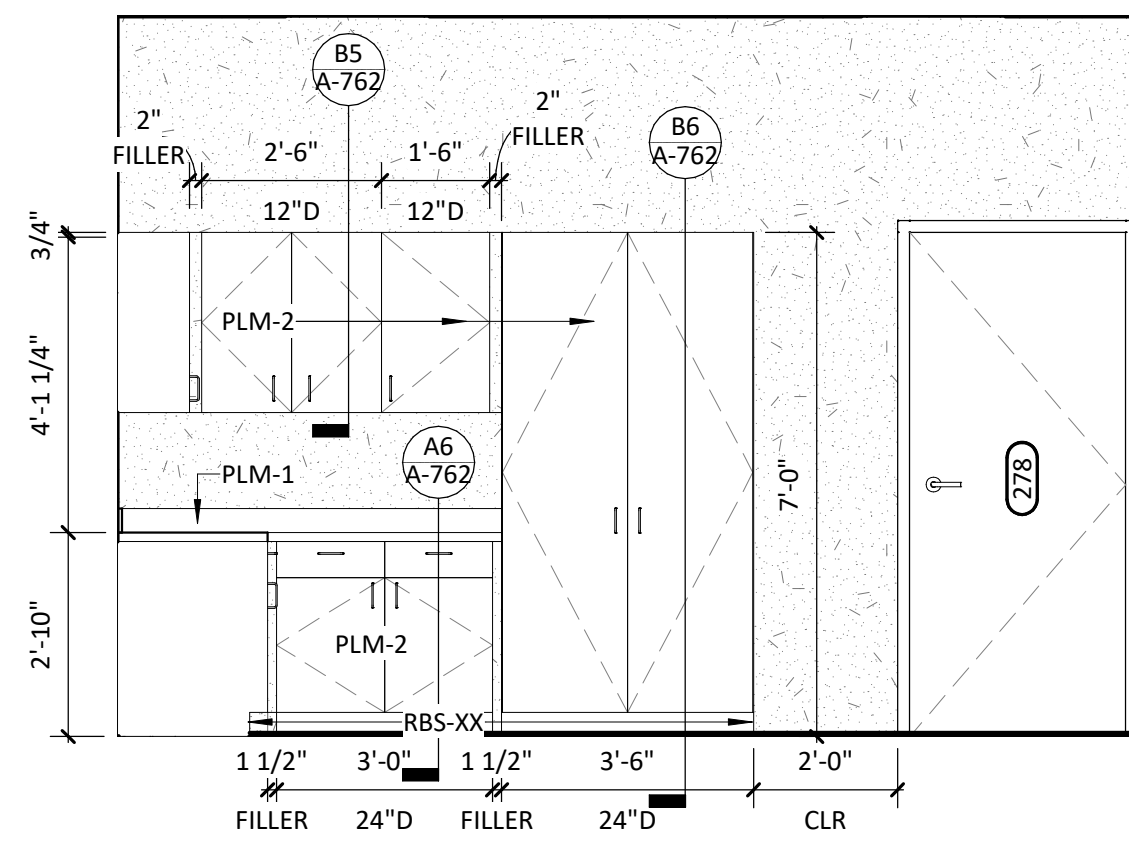 B5
A-762
2"
FILLER
2'-6"
1'-6"
2"
FILLER
B6
A-762
12"D
12"D
3/4"
PLM-2
4'-1 1/4"
A6
A-762
PLM-1
7'-0"
278
2'-10"
PLM-2
RBS-XX
1 1/2"
3'-0"
1 1/2"
3'-6"
2'-0"
FILLER
24"D
FILLER
24"D
CLR